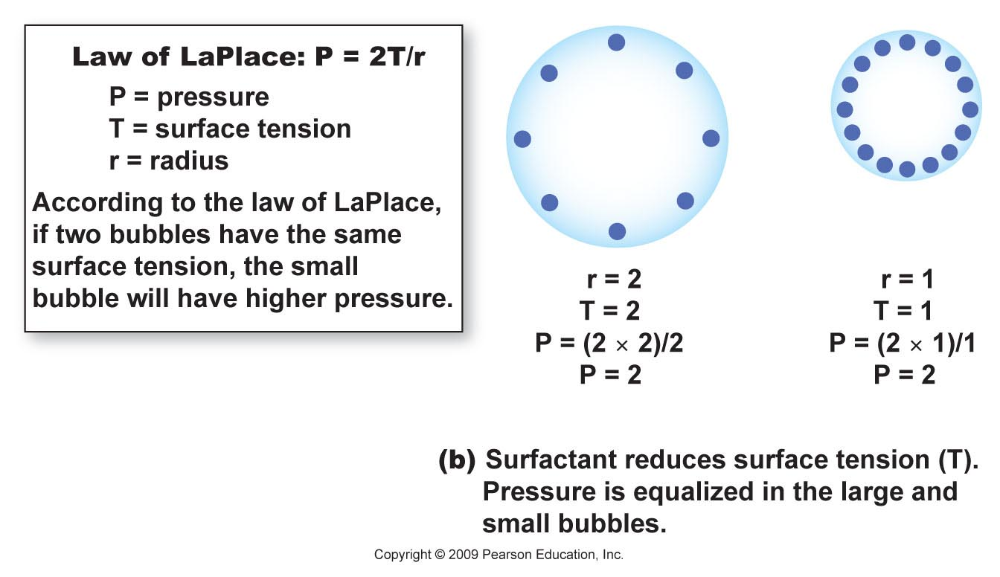 Law of LaPlace: P = 2T/r
P = pressure
T = surface tension
r = radius
According to the law of LaPlace,
if two bubbles have the same
surface tension, the small
bubble will have higher pressure.
r = 2
T = 2
P = (2 × 2)/2
P = 2
r = 1
T = 1
P = (2 × 1)/1
P = 2
(b) Surfactant reduces surface tension (T).
Pressure is equalized in the large and
small bubbles.
Copyright © 2009 Pearson Education, Inc.